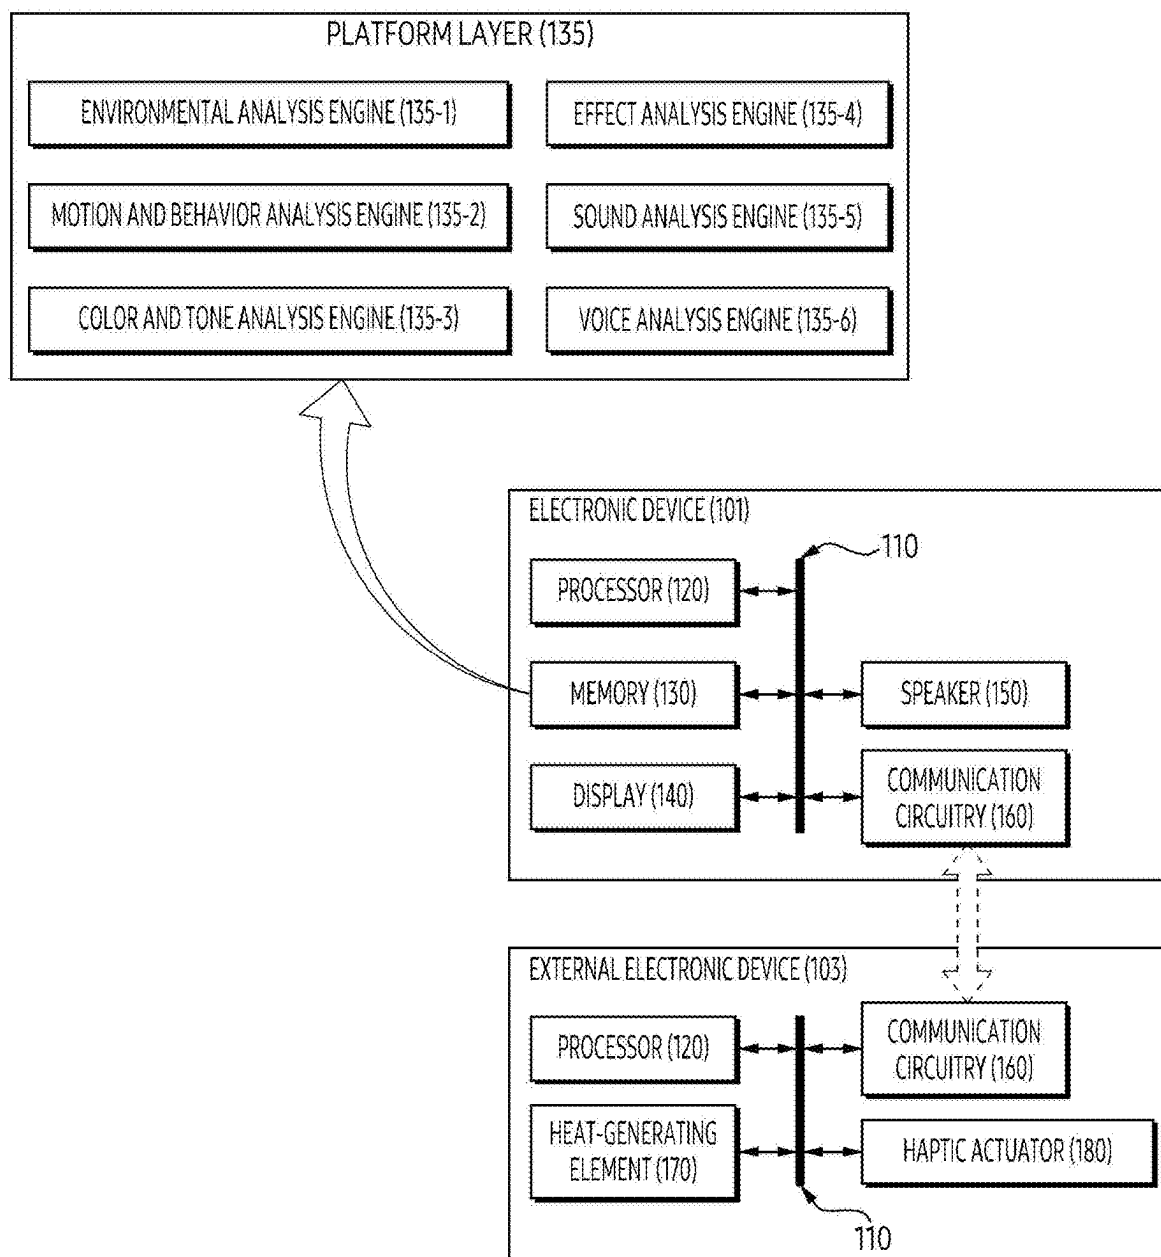 PLATFORM LAYER (135)
ENVIRONMENTAL ANALYSIS ENGINE (135-1)
EFFECT ANALYSIS ENGINE (135-4)
MOTION AND BEHAVIOR ANALYSIS ENGINE (135-2)
SOUND ANALYSIS ENGINE (135-5)
COLOR AND TONE ANALYSIS ENGINE (135-3)
VOICE ANALYSIS ENGINE (135-6)
ELECTRONIC DEVICE (101)
110
PROCESSOR (120)
MEMORY (130)
SPEAKER (150)
DISPLAY (140)
COMMUNICATION
CIRCUITRY (160)
EXTERNAL ELECTRONIC DEVICE (103)
PROCESSOR (120)
COMMUNICATION
CIRCUITRY (160)
HEAT-GENERATING
ELEMENT (170)
HAPTIC ACTUATOR (180)
110